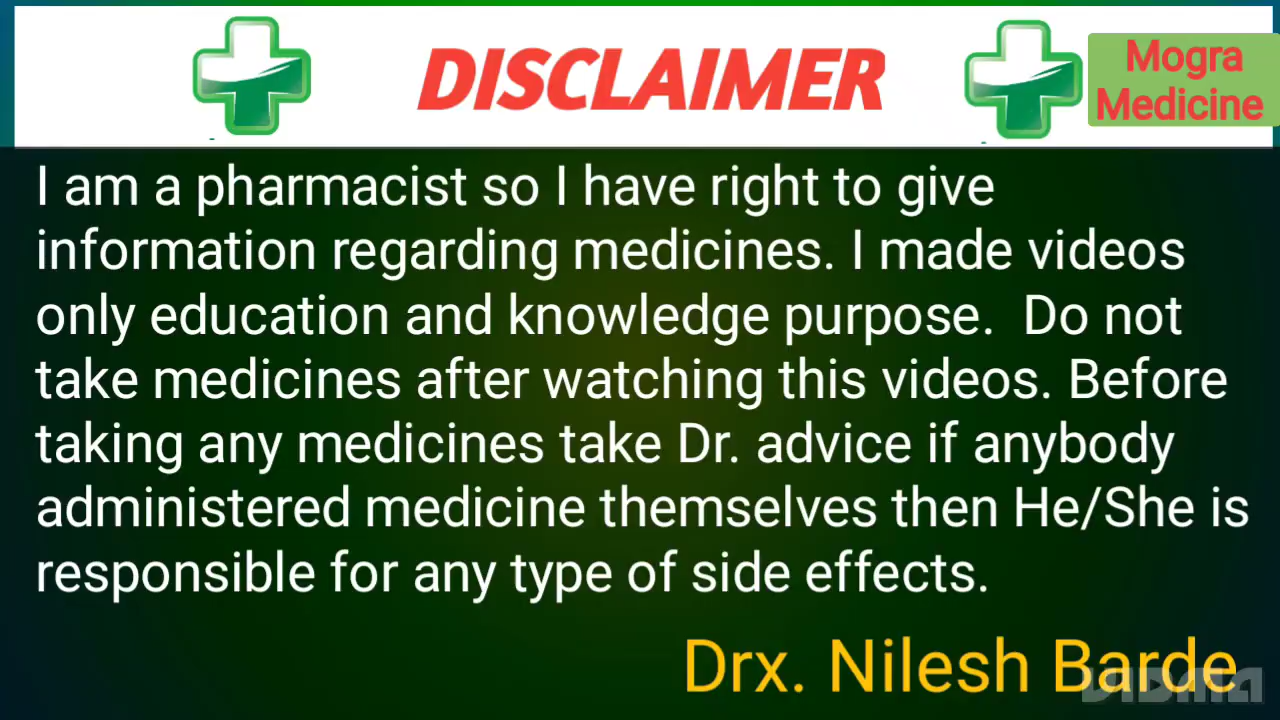 DISCLAIMER
Mogra
Medicine
I am a pharmacist so I have right to give
information regarding medicines. I made videos
only education and knowledge purpose. Do not
take medicines after watching this videos. Before
taking any medicines take Dr. advice if anybody
administered medicine themselves then He/She is
responsible for any type of side effects.
Drx. Nilesh Barde
VIDMA